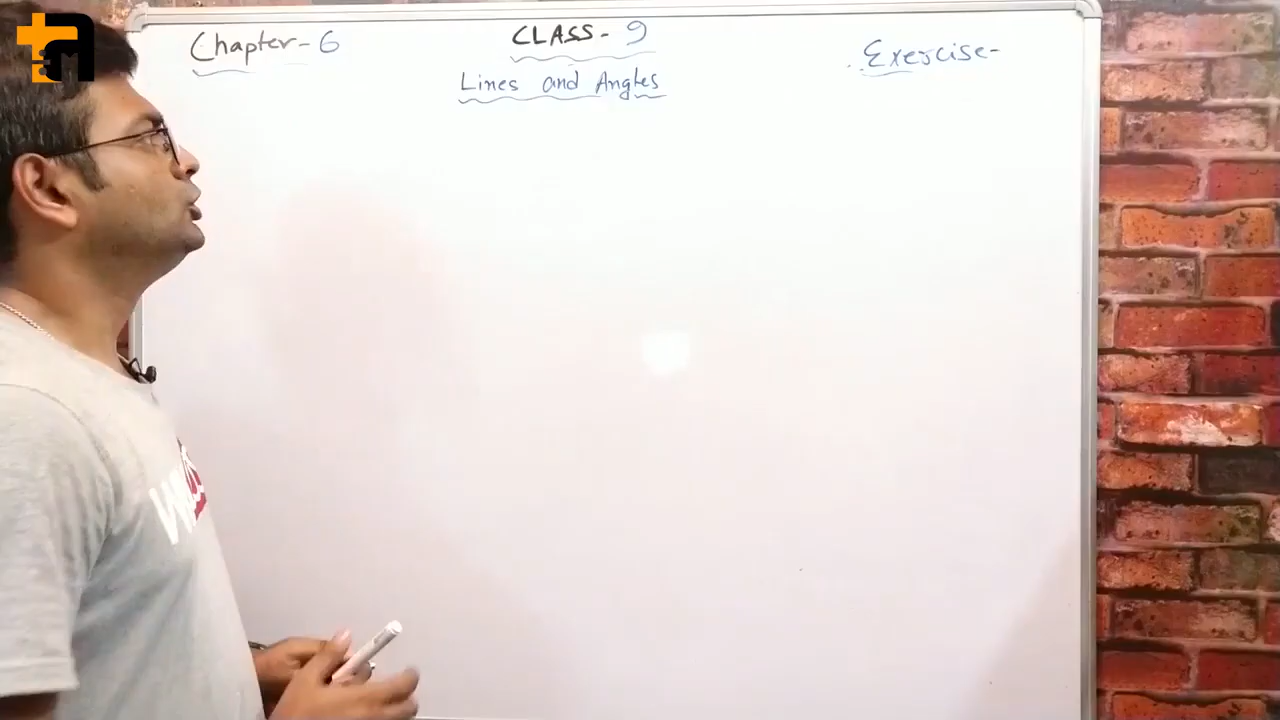 Chapter-6
CLASS- 9
Exercise-
Lines and Angles